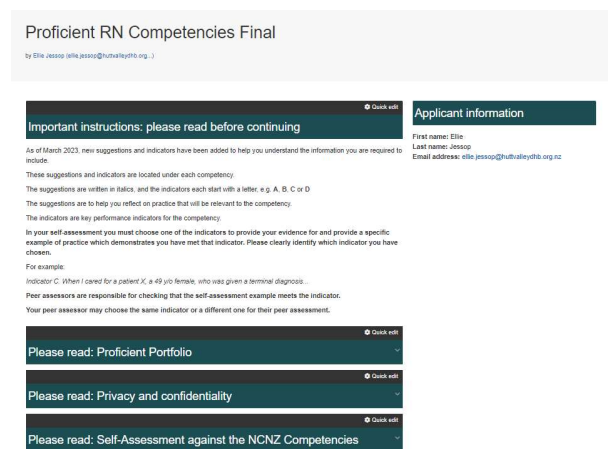 Proficient RN Competencies Final
by Ellie Jessop (ellie.jessop@huttvalleydhb.org...)
Quick edit
Important instructions: please read before continuing
As of March 2023, new suggestions and indicators have been added to help you understand the information you are required to
include.
These suggestions and indicators are located under each competency.
The suggestions are written in italics, and the indicators each start with a letter, e.g. A, B, C or D
The suggestions are to help you reflect on practice that will be relevant to the competency.
The indicators are key performance indicators for the competency.
In your self-assessment you must choose one of the indicators to provide your evidence for and provide a specific
example of practice which demonstrates you have met that indicator. Please clearly identify which indicator you have
chosen.
For example:
Indicator C. When I cared for a patient X, a 49 y/o female, who was given a terminal diagnosis...
Peer assessors are responsible for checking that the self-assessment example meets the indicator.
Your peer assessor may choose the same indicator or a different one for their peer assessment.
Quick edit
Please read: Proficient Portfolio
Quick edit
Please read: Privacy and confidentiality
Quick edit
Please read: Self-Assessment against the NCNZ Competencies
Applicant information
First name: Ellie
Last name: Jessop
Email address: ellie.jessop@huttvalleydhb.org.nz